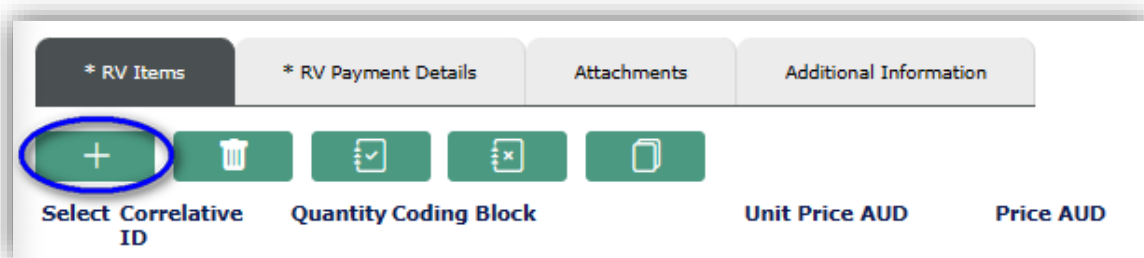 * RV Items * RV Payment Details Attachments Additional Information
Select Correlative Quantity Coding Block Unit Price AUD Price AUD
ID